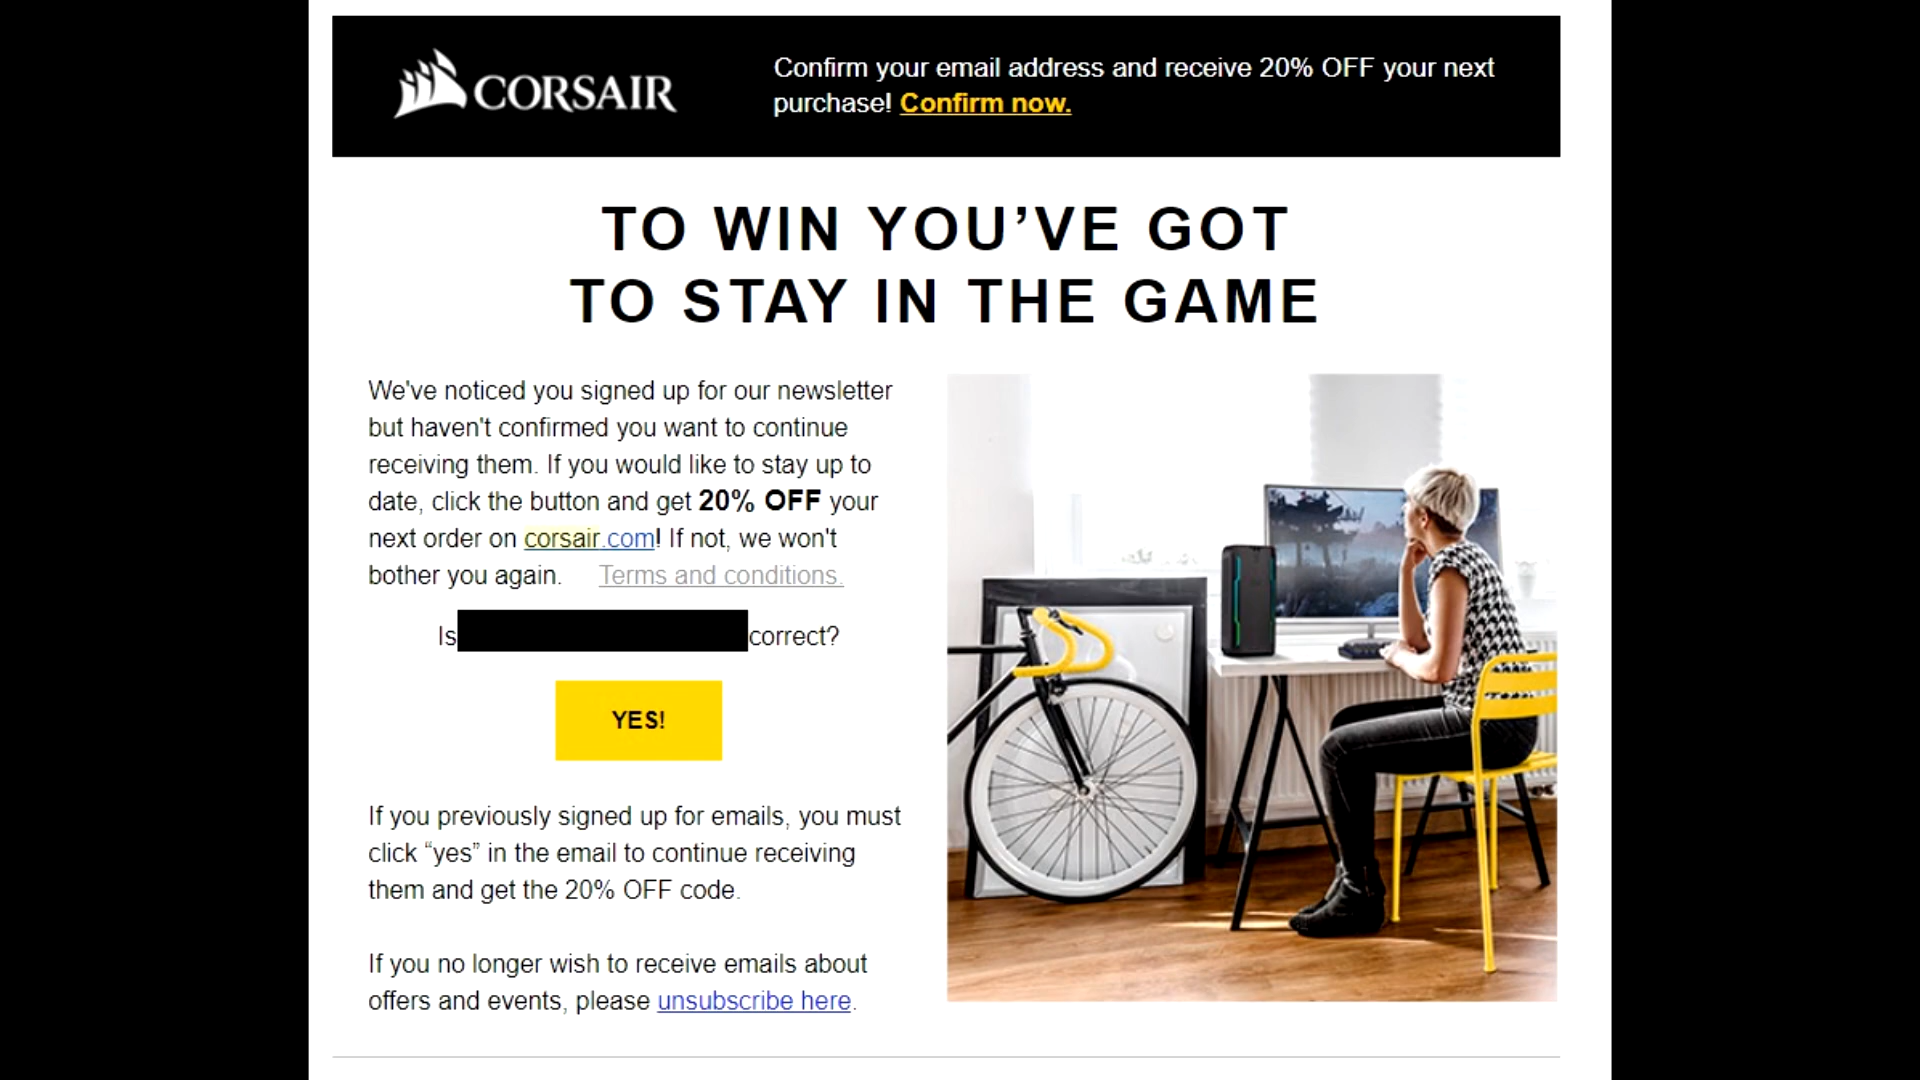 CORSAIR
Confirm your email address and receive 20% OFF your next
purchase! Confirm now.
TO WIN YOU’VE GOT
TO STAY IN THE GAME
We've noticed you signed up for our newsletter
but haven't confirmed you want to continue
receiving them. If you would like to stay up to
date, click the button and get 20% OFF your
next order on corsair.com! If not, we won't
bother you again. Terms and conditions.
Is correct?
YES!
If you previously signed up for emails, you must
click “yes” in the email to continue receiving
them and get the 20% OFF code.
If you no longer wish to receive emails about
offers and events, please unsubscribe here.